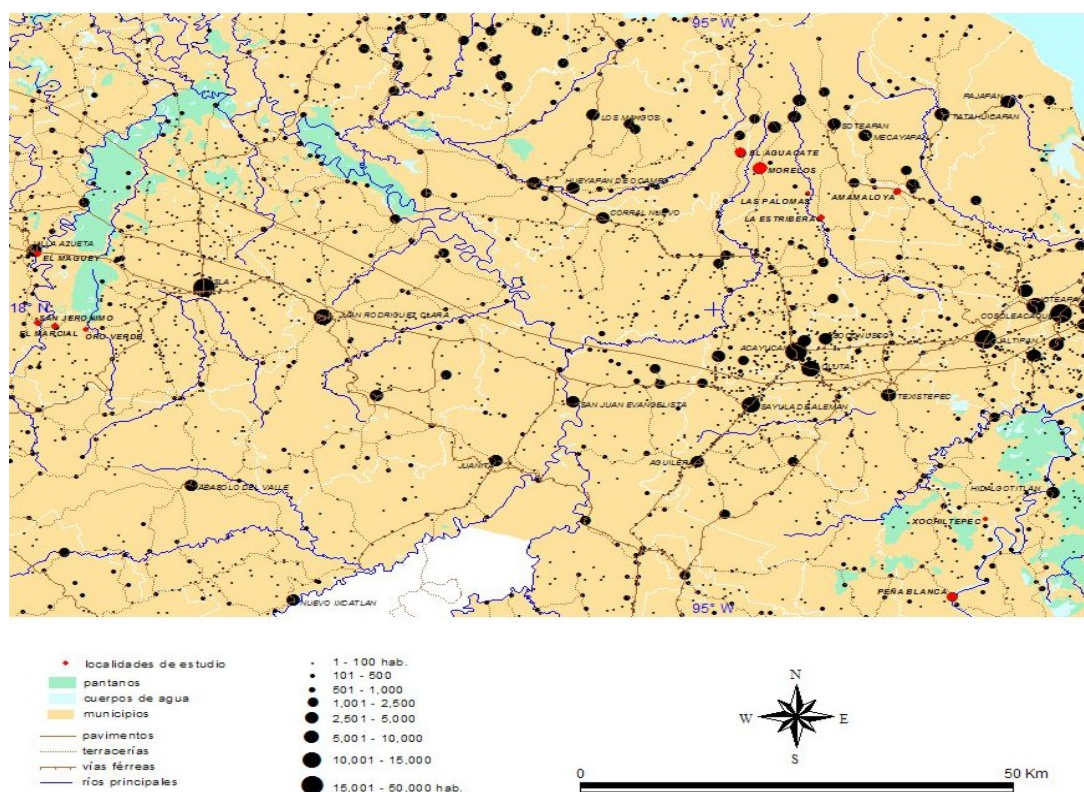 95° W
PAJAPAN
LOS MANGOS
SOTEAPAN
TATAHUICAPAN
MECAYAPAN
EL AGUACATE
MORELOS
HUEYAPAN DE OCAMPO
LAS PALOMAS
AMAMALOYA
CORRAL NUEVO
LA ESTRIBERA
VILLA AZUETA
EL MAGUEY
ISLA
18° N
SAN JERONIMO
JUAN RODRIGUEZ CLARA
COSOLEACAQUE
EL MARCIAL
ORO VERDE
SOCONUSCO
JALTIPAN
ACAYUCAN
OLUTA
SAN JUAN EVANGELISTA
SAYULA DE ALEMAN
TEXISTEPEC
JUANITA
AGUILERA
ABASOLO DEL VALLE
HIDALGOTITLAN
XOCHILTEPEC
PEÑA BLANCA
NUEVO IXCATLAN
95° W
localidades de estudio
pantanos
cuerpos de agua
municipios
pavimentos
terracerías
vías férreas
ríos principales
1 - 100 hab.
101 - 500
501 - 1,000
1,001 - 2,500
2,501 - 5,000
5,001 - 10,000
10,001 - 15,000
15,001 - 50,000 hab.
N
W
E
S
0
50 Km